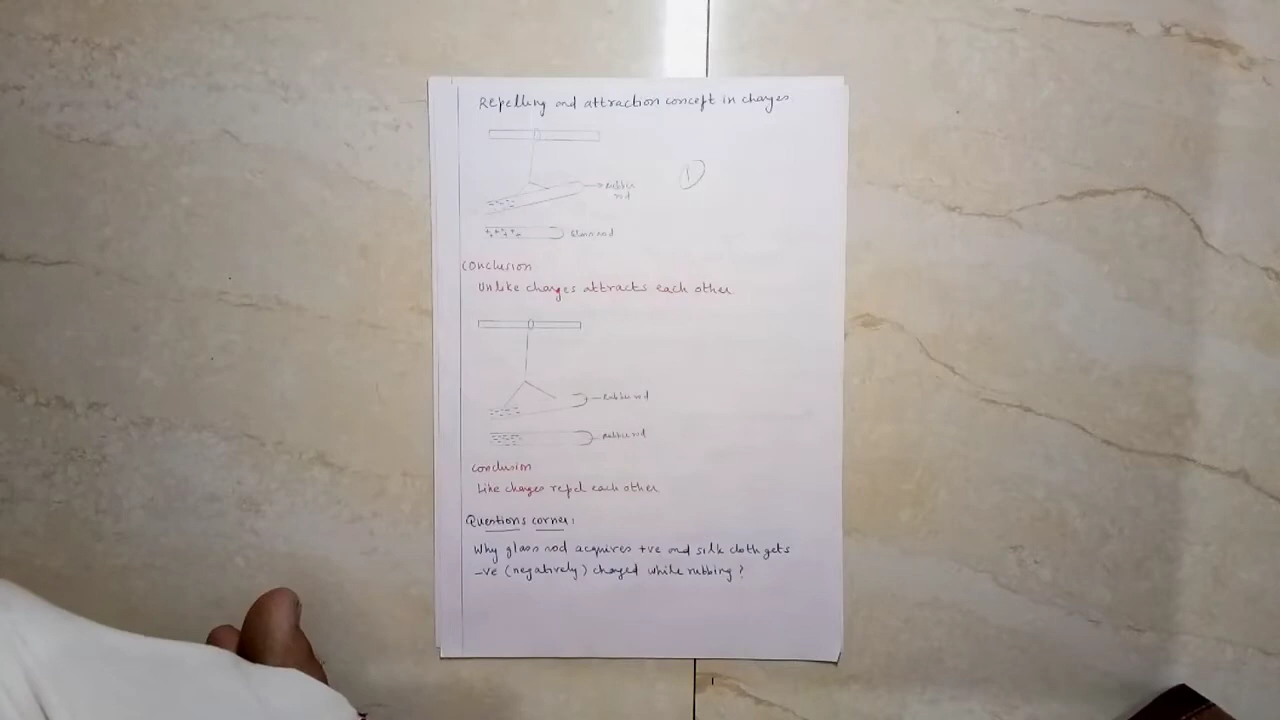 Repelling and attraction concept in charges
Rubber
rod
1
Glass rod
Conclusion
Unlike charges attracts each other
Rubber rod
Rubber rod
Conclusion
Like charges repel each other
Questions corner:
Why glass rod acquires +ve and silk cloth gets
-ve (negatively) charged while rubbing?